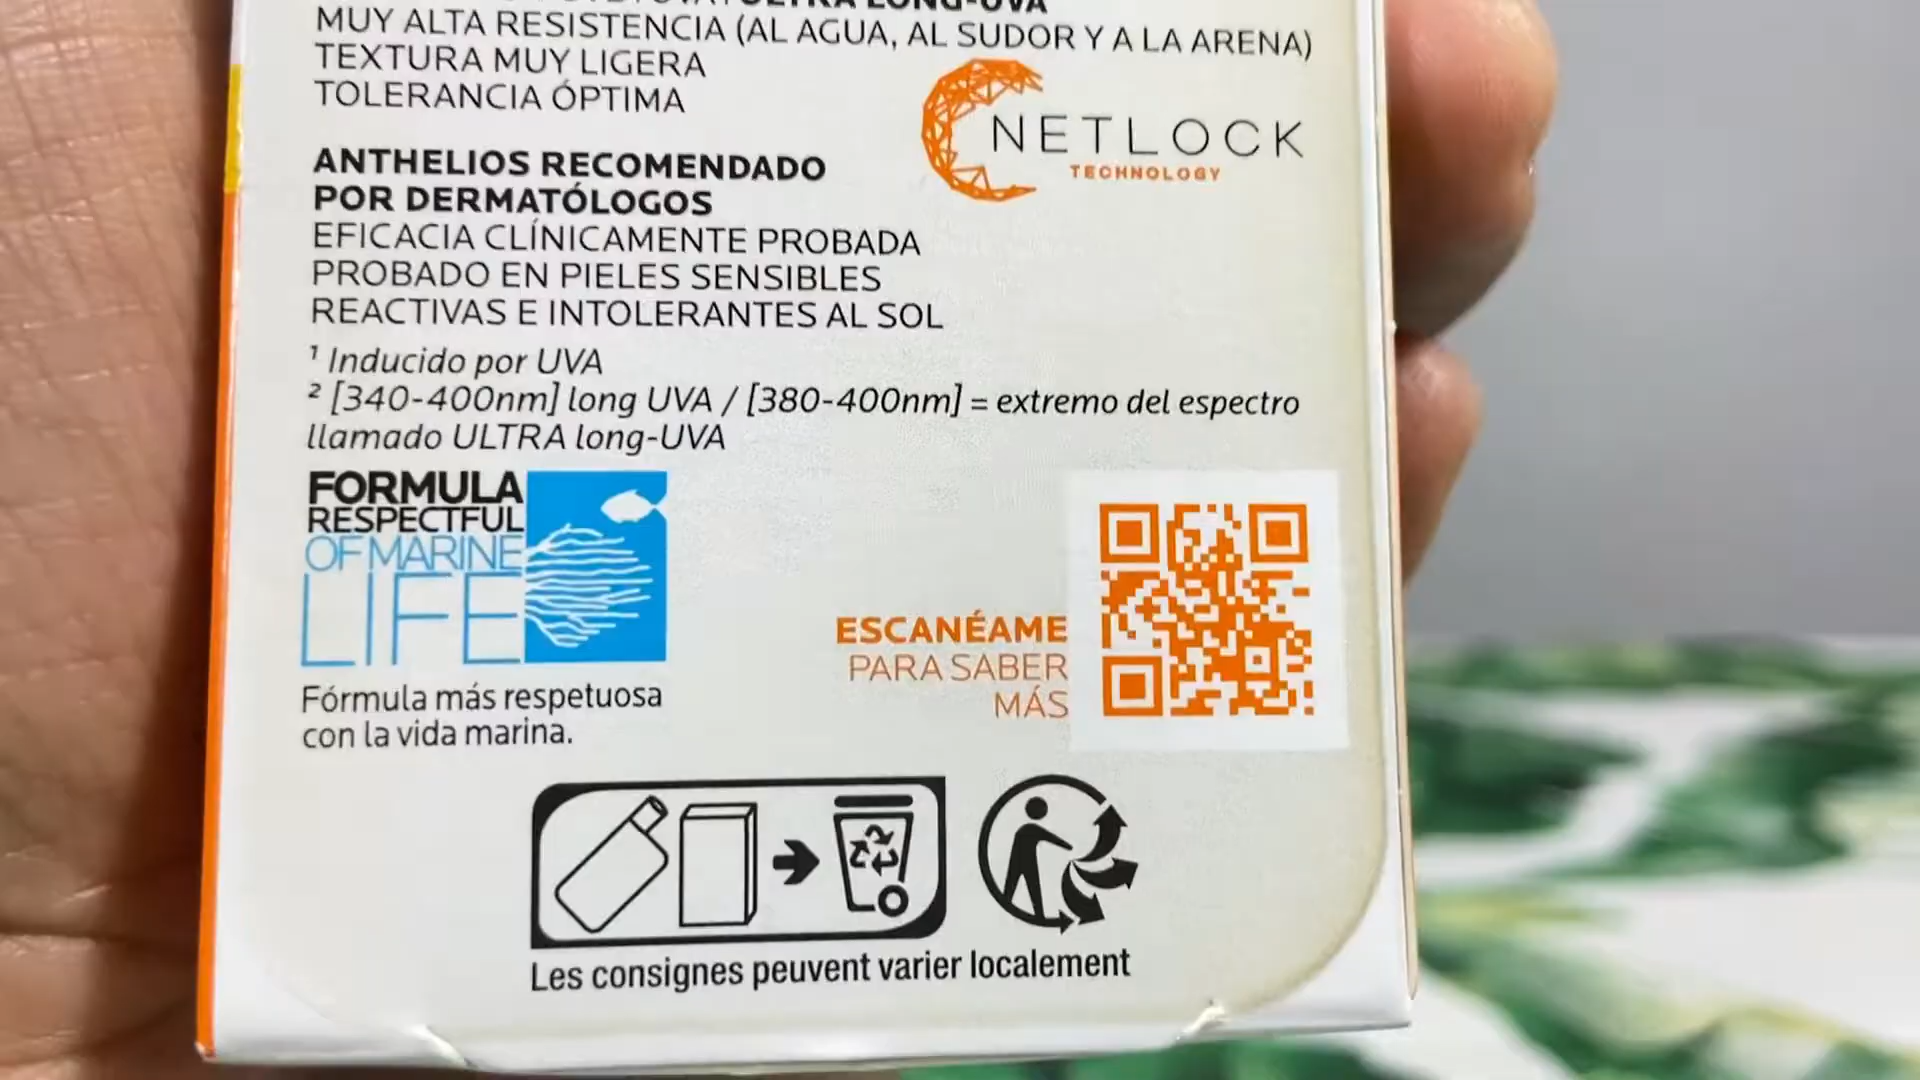 ULTRA LONG-UVA
MUY ALTA RESISTENCIA (AL AGUA, AL SUDOR Y A LA ARENA)
TEXTURA MUY LIGERA
TOLERANCIA ÓPTIMA
NETLOCK
TECHNOLOGY
ANTHELIOS RECOMENDADO
POR DERMATÓLOGOS
EFICACIA CLÍNICAMENTE PROBADA
PROBADO EN PIELES SENSIBLES
REACTIVAS E INTOLERANTES AL SOL
¹ Inducido por UVA
² [340-400nm] long UVA / [380-400nm] = extremo del espectro
llamado ULTRA long-UVA
FORMULA
RESPECTFUL
OF MARINE
LIFE
Fórmula más respetuosa
con la vida marina.
ESCANÉAME
PARA SABER
MÁS
Les consignes peuvent varier localement